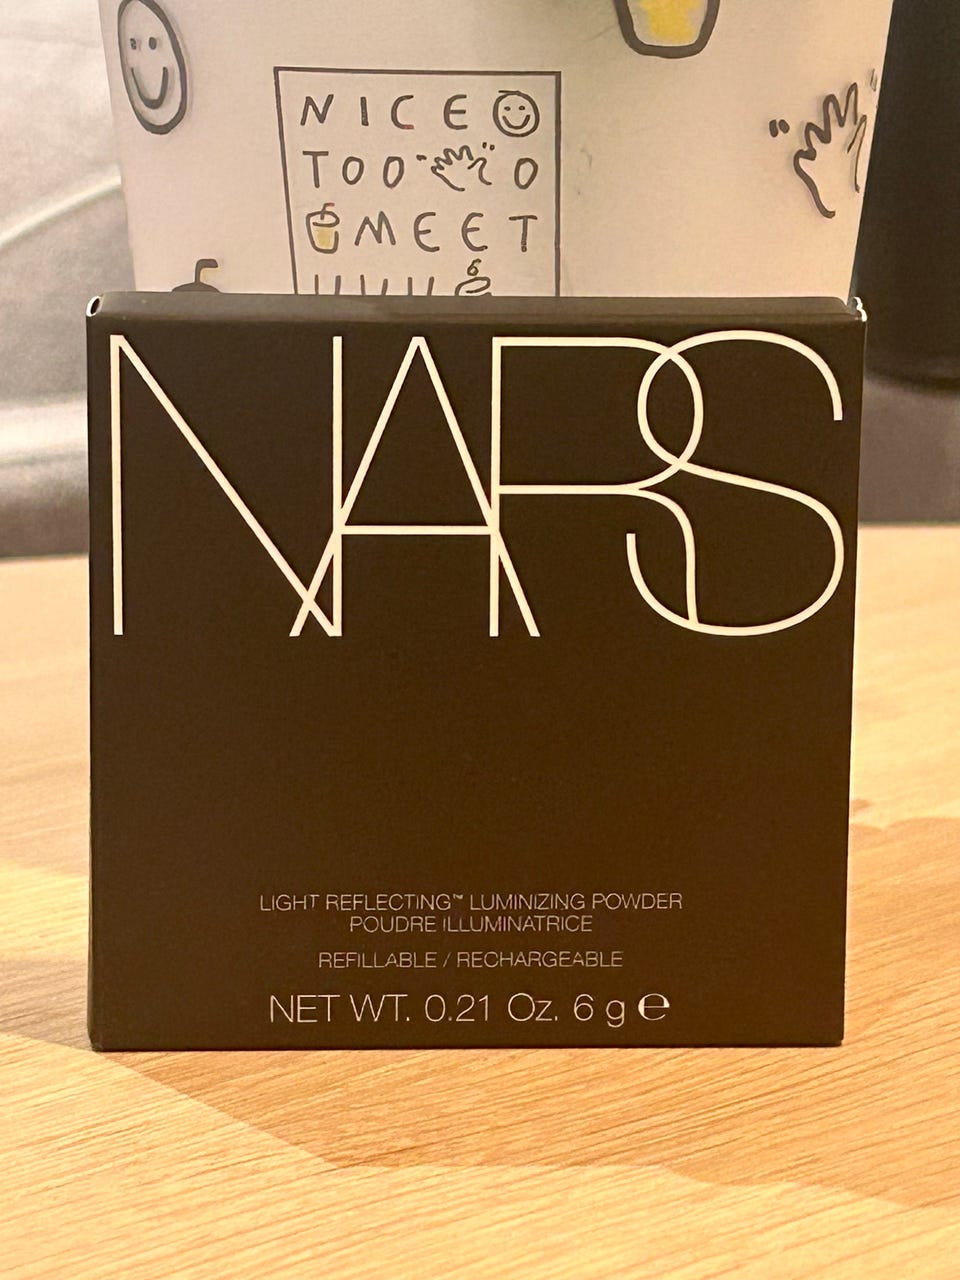 NICE
TOO O
MEET
NARS
LIGHT REFLECTING™ LUMINIZING POWDER
POUDRE ILLUMINATRICE
REFILLABLE / RECHARGEABLE
NET WT. 0.21 Oz. 6 g ℮